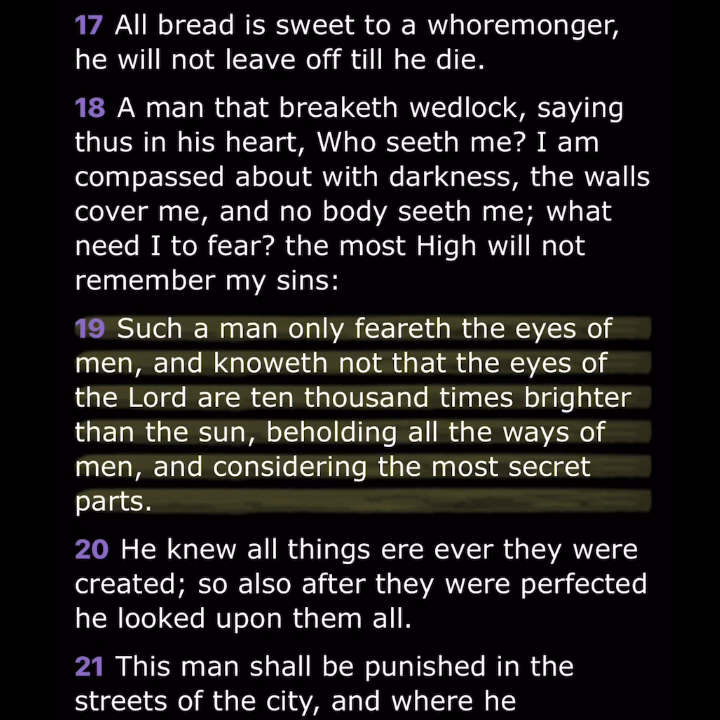 17 All bread is sweet to a whoremonger,
he will not leave off till he die.
18 A man that breaketh wedlock, saying
thus in his heart, Who seeth me? I am
compassed about with darkness, the walls
cover me, and no body seeth me; what
need I to fear? the most High will not
remember my sins:
19 Such a man only feareth the eyes of
men, and knoweth not that the eyes of
the Lord are ten thousand times brighter
than the sun, beholding all the ways of
men, and considering the most secret
parts.
20 He knew all things ere ever they were
created; so also after they were perfected
he looked upon them all.
21 This man shall be punished in the
streets of the city, and where he